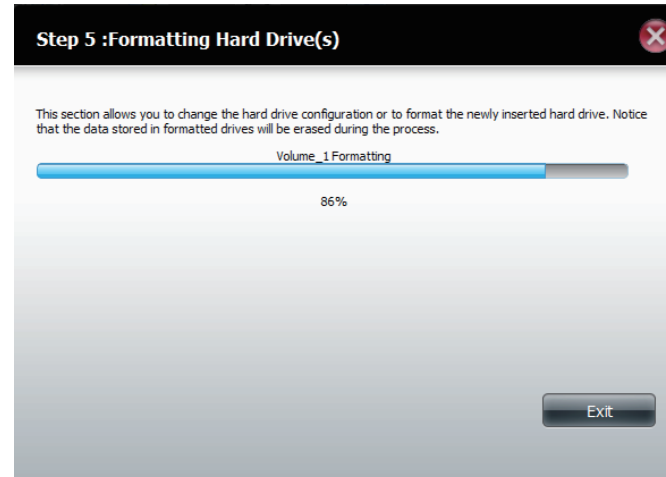 Step 5 :Formatting Hard Drive(s)
This section allows you to change the hard drive configuration or to format the newly inserted hard drive. Notice
that the data stored in formatted drives will be erased during the process.
Volume_1 Formatting
86%
Exit